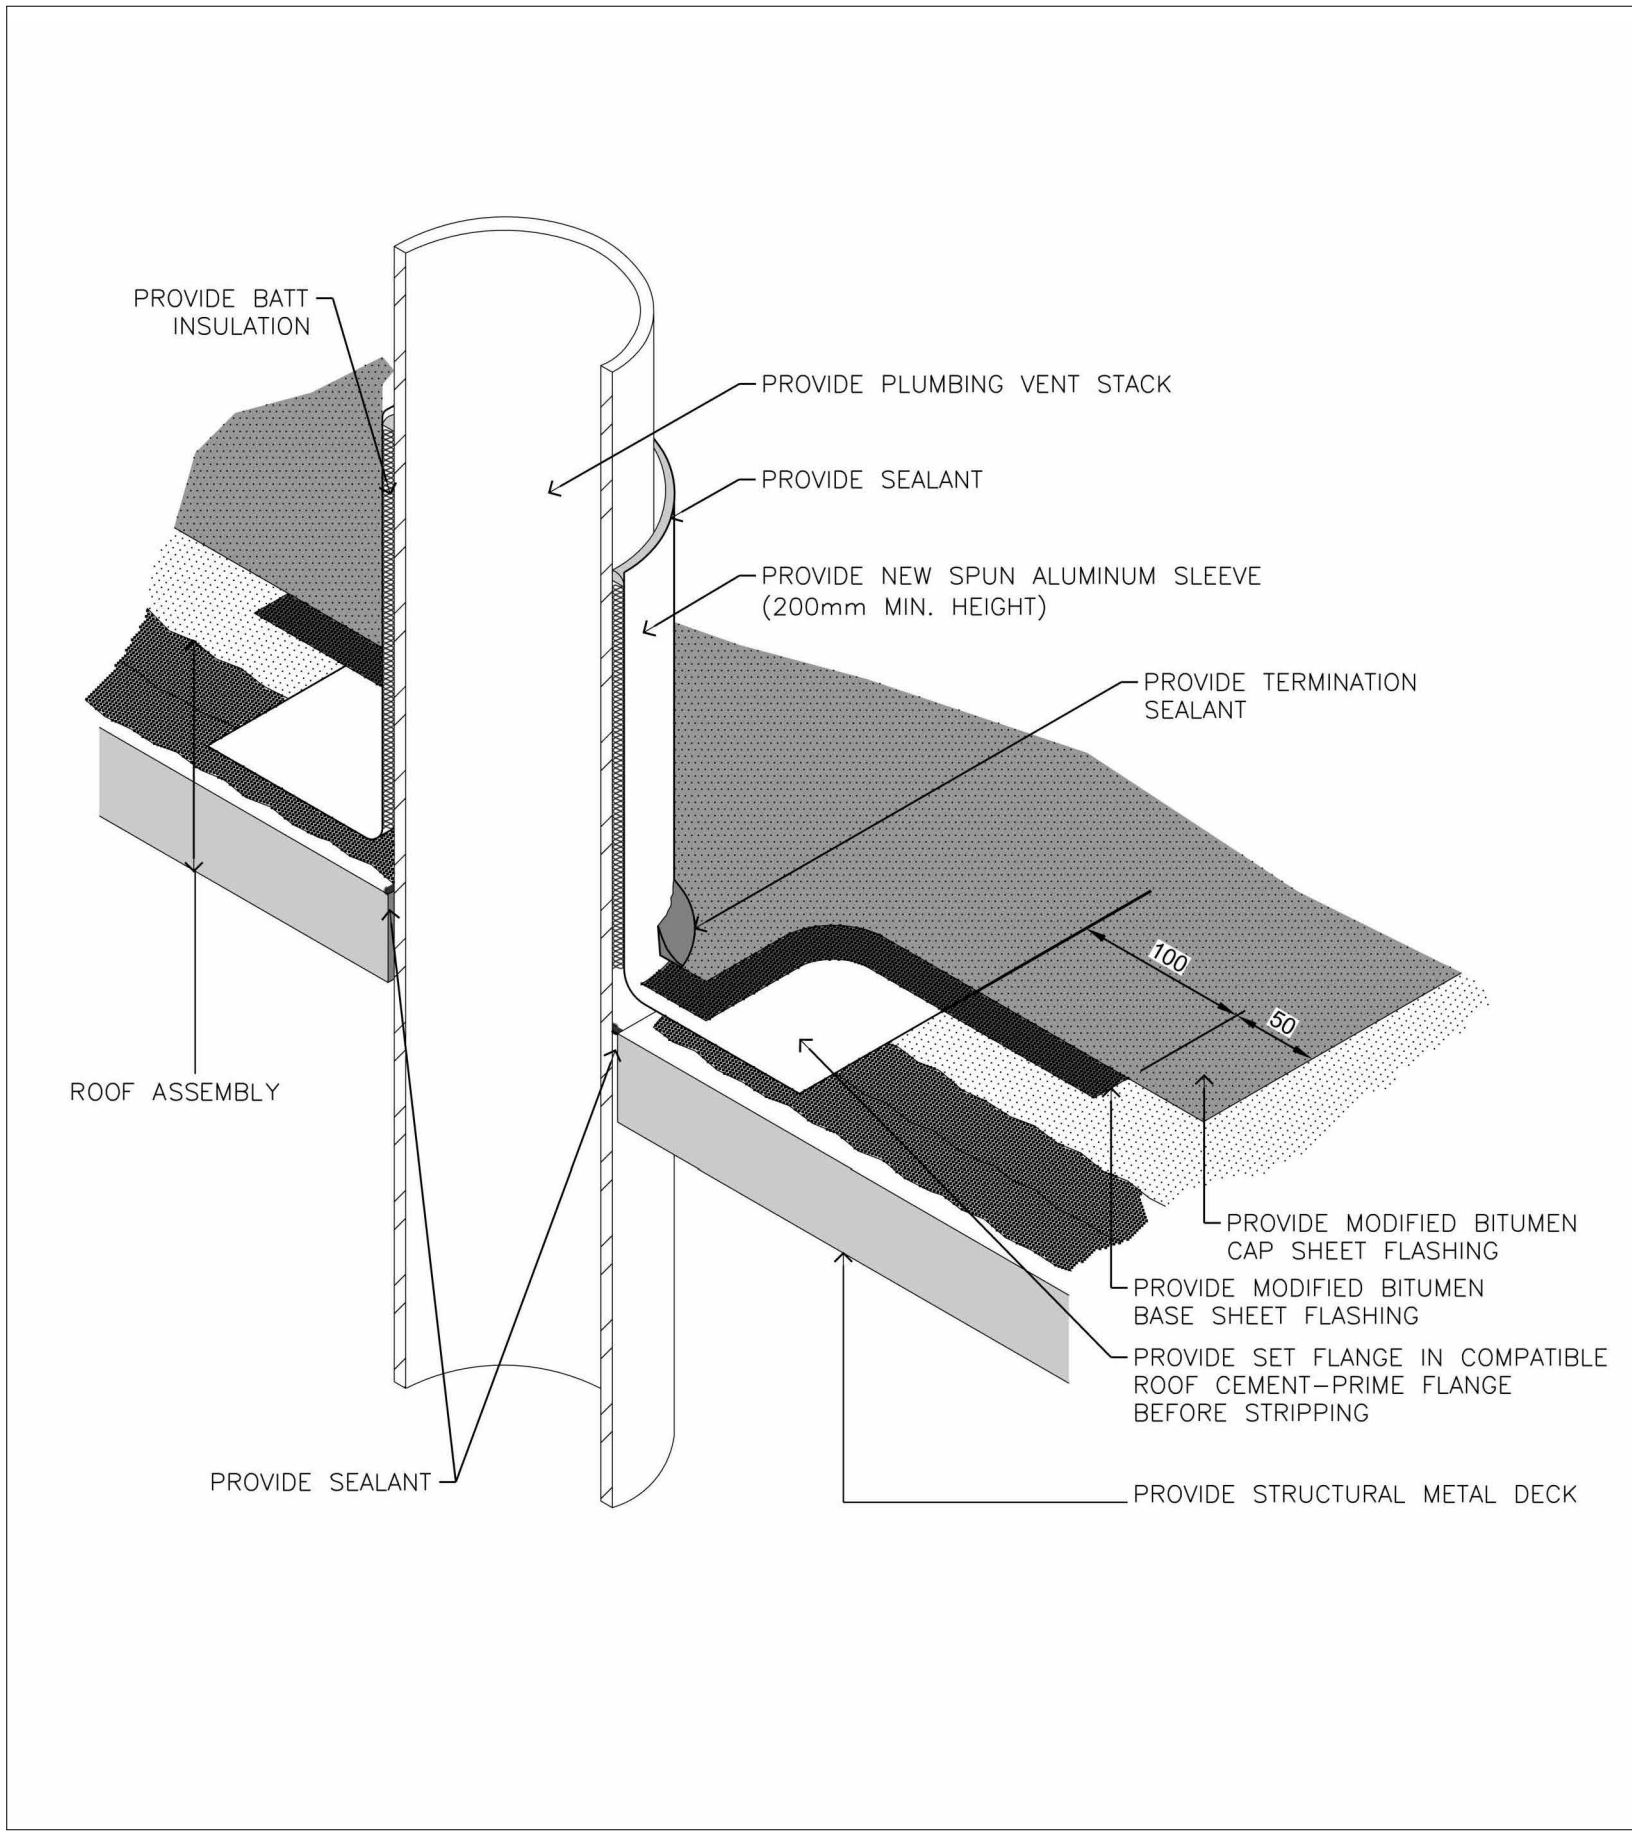 PROVIDE BATT
INSULATION
PROVIDE PLUMBING VENT STACK
PROVIDE SEALANT
PROVIDE NEW SPUN ALUMINUM SLEEVE
(200mm MIN. HEIGHT)
PROVIDE TERMINATION
SEALANT
100
50
ROOF ASSEMBLY
PROVIDE MODIFIED BITUMEN
CAP SHEET FLASHING
PROVIDE MODIFIED BITUMEN
BASE SHEET FLASHING
PROVIDE SET FLANGE IN COMPATIBLE
ROOF CEMENT-PRIME FLANGE
BEFORE STRIPPING
PROVIDE SEALANT
PROVIDE STRUCTURAL METAL DECK